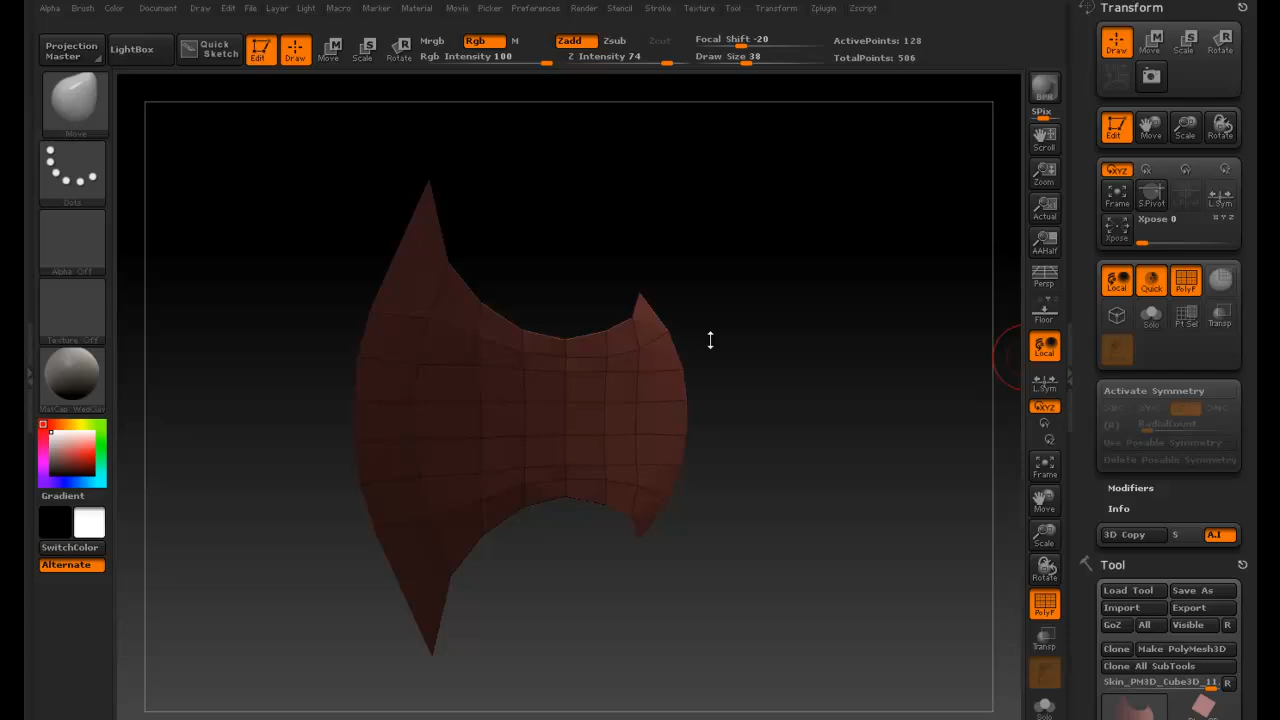 Alpha Brush Color Document Draw Edit File Layer Light Macro Marker Material Movie Picker Preferences Render Stencil Stroke Texture Tool Transform Zplugin Zscript
Projection Master
LightBox
Quick Sketch
Edit
Draw
Move
Scale
Rotate
Mrgb Rgb M
Rgb Intensity 100
Zadd Zsub Zcut
Z Intensity 74
Focal Shift -20
Draw Size 38
ActivePoints: 128
TotalPoints: 506
Move
Dots
Alpha Off
Texture Off
Gradient
SwitchColor
Alternate
BPR
SPix
Scroll
Zoom
Actual
AAHalf
Persp
Floor
Local
L.Sym
XYZ
Frame
Move
Scale
Rotate
PolyF
Transp
Solo
Transform
Draw Move Scale Rotate
Edit Move Scale Rotate
XYZ
Frame S.Pivot L.Sym
Xpose
Xpose 0
Local Quick PolyF
Solo Pt Sel Transp
Activate Symmetry
(R) RadialCount
Use Posable Symmetry
Delete Posable Symmetry
Modifiers
Info
3D Copy S A.I
Tool
Load Tool Save As
Import Export
GoZ All Visible R
Clone Make PolyMesh3D
Clone All SubTools
Skin_PM3D_Cube3D_11. R